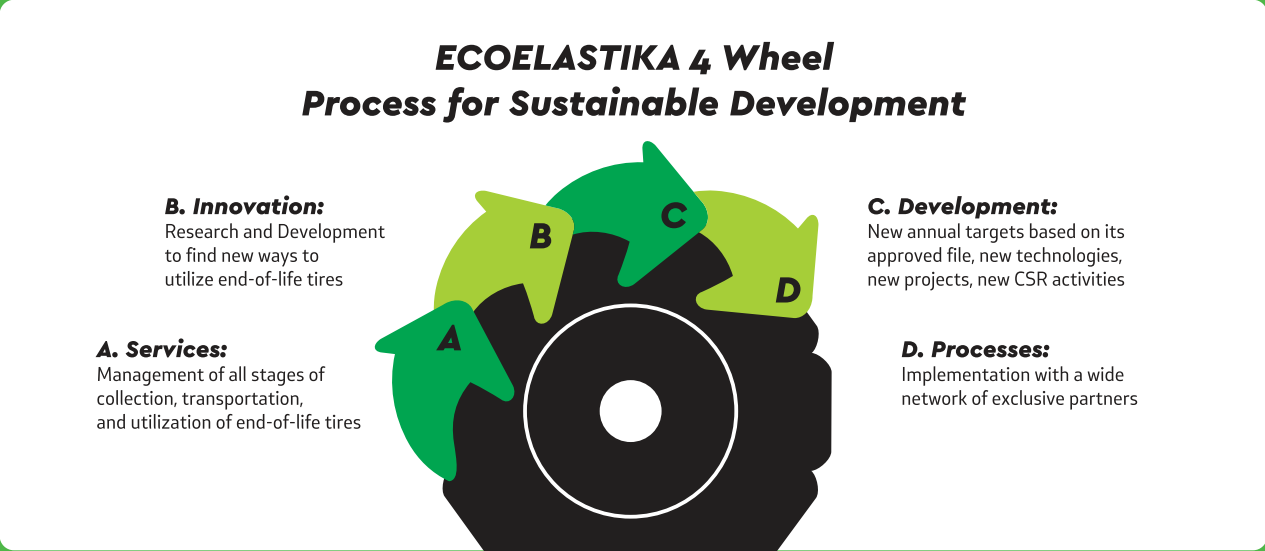 ECOELASTIKA 4 Wheel
Process for Sustainable Development
B. Innovation:
Research and Development
to find new ways to
utilize end-of-life tires
A. Services:
Management of all stages of
collection, transportation,
and utilization of end-of-life tires
A
B
C
D
C. Development:
New annual targets based on its
approved file, new technologies,
new projects, new CSR activities
D. Processes:
Implementation with a wide
network of exclusive partners